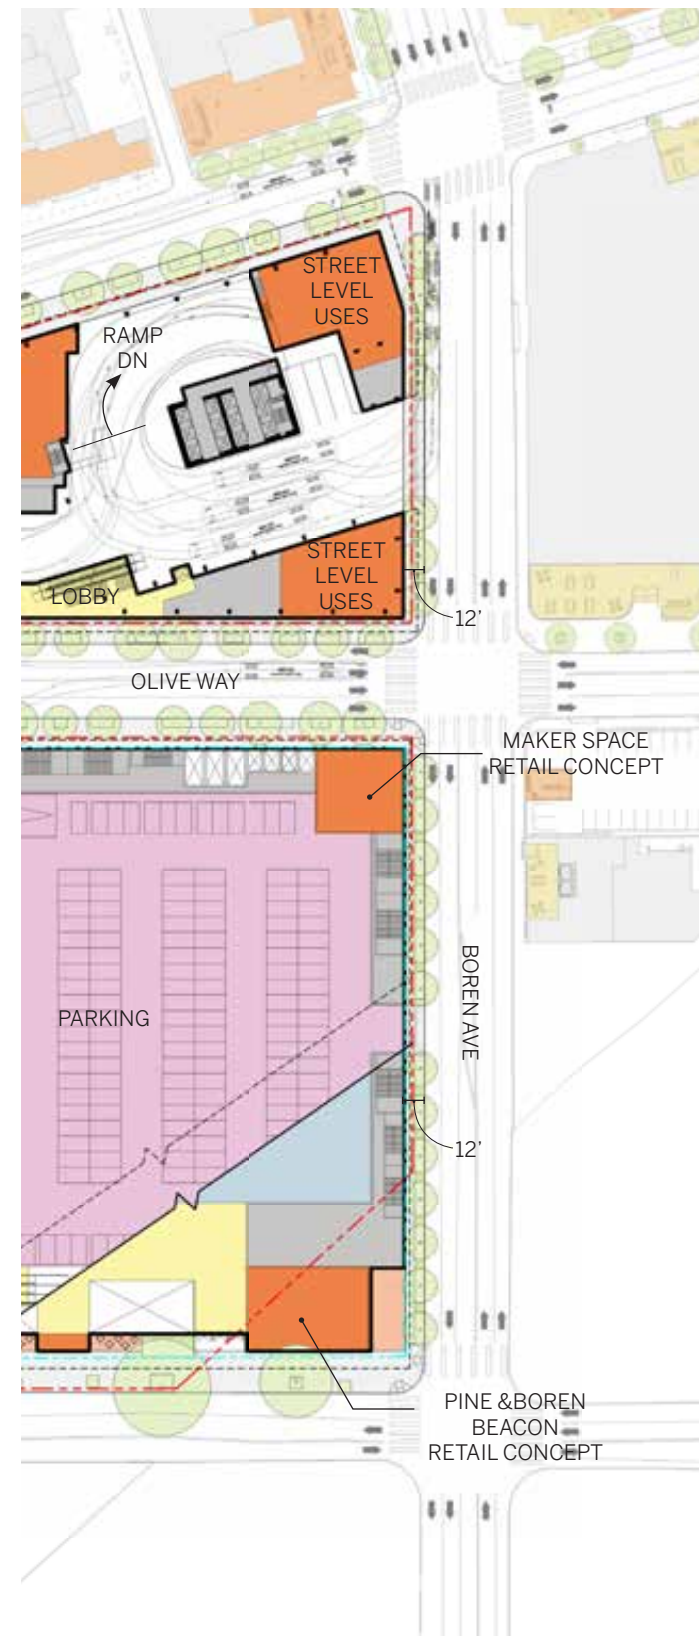 STREET
LEVEL
USES
RAMP
DN
STREET
LEVEL
USES
LOBBY
12'
OLIVE WAY
MAKER SPACE
RETAIL CONCEPT
BOREN AVE
PARKING
12'
PINE &BOREN
BEACON
RETAIL CONCEPT